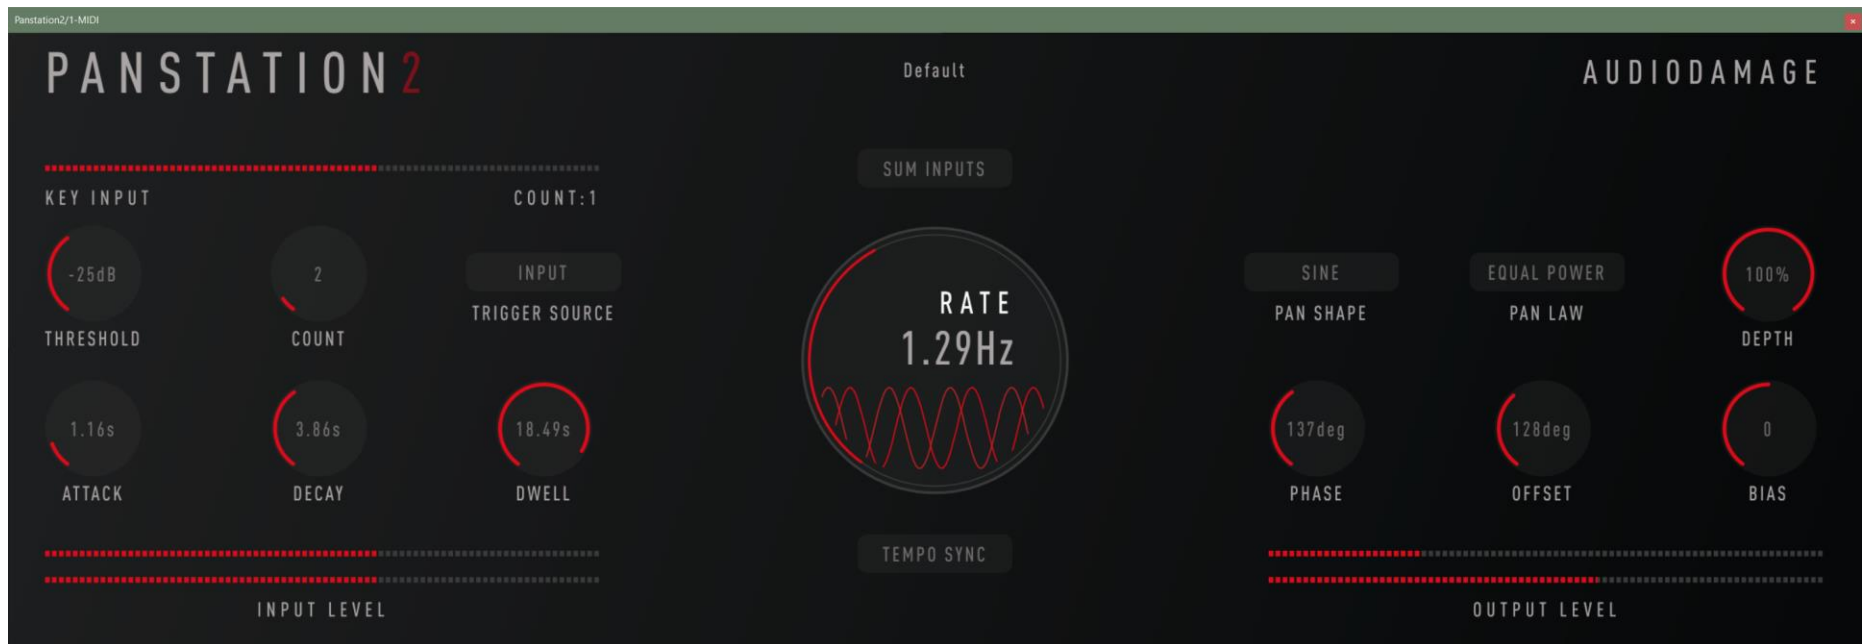 Panstation2/1-MIDI
PANSTATION2
Default
AUDIODAMAGE
SUM INPUTS
KEY INPUT
COUNT:1
-25dB
2
INPUT
THRESHOLD
COUNT
TRIGGER SOURCE
1.16s
3.86s
18.49s
ATTACK
DECAY
DWELL
INPUT LEVEL
RATE
1.29Hz
TEMPO SYNC
SINE
EQUAL POWER
100%
PAN SHAPE
PAN LAW
DEPTH
137deg
128deg
0
PHASE
OFFSET
BIAS
OUTPUT LEVEL